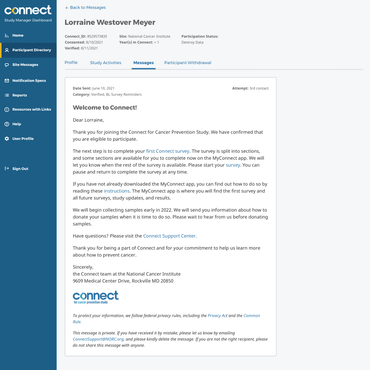 connect
Study Manager Dashboard
Home
Participant Directory
Site Messages
Notification Specs
Reports
Resources with Links
Help
User Profile
Sign Out
Back to Messages
Lorraine Westover Meyer
Connect_ID:
Site: National Cancer Institute
Participation Status:
Consented:
Year(s) in Connect:
Destroy Data
Verified:
Profile
Study Activities
Messages
Participant Withdrawal
Date Sent: June 10, 2021
Attempt: 3rd contact
Category: Verified, BL Survey Reminders
Welcome to Connect!
Dear Lorraine,
Thank you for joining the Connect for Cancer Prevention Study. We have confirmed that
you are eligible to participate.
The next step is to complete your first Connect survey. The survey is split into sections,
and some sections are available for you to complete now on the MyConnect app. We will
let you know when the rest of the survey is available. Please start your survey. You can
pause and return to complete the survey at any time.
If you have not already downloaded the MyConnect app, you can find out how to do so by
reading these instructions. The MyConnect app is where you will find the first survey and
all future surveys, study updates, and results.
We will begin collecting samples early in 2022. We will send you information about how to
donate your samples when it is time to do so. Please wait to hear from us before donating
samples.
Have questions? Please visit the Connect Support Center.
Thank you for being a part of Connect and for your commitment to help us learn more
about how to prevent cancer.
Sincerely,
the Connect team at the National Cancer Institute
9609 Medical Center Drive, Rockville MD 20850
connect
for cancer prevention study
To protect your information, we follow federal privacy rules, including the Privacy Act and the Common
Rule.
This message is private. If you have received it by mistake, please let us know by emailing
ConnectSupport@NORC.org, and please kindly delete the message. If you are not the right recipient, please
do not share this message with anyone.